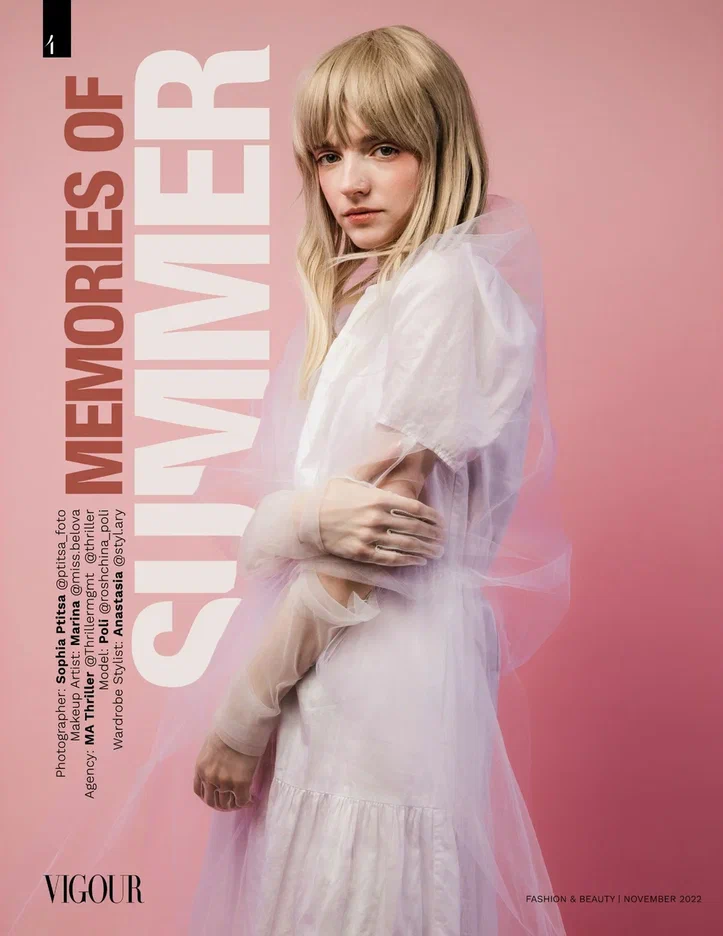 4
MEMORIES OF
SUMMER
Photographer: Sophia Ptitsa @ptitsa_foto
Makeup Artist: Marina @miss.belova
Agency: MA Thriller @Thrillermgmt @thriller
Model: Poli @roshchina_poli
Wardrobe Stylist: Anastasia @styl.ary
VIGOUR
FASHION & BEAUTY | NOVEMBER 2022